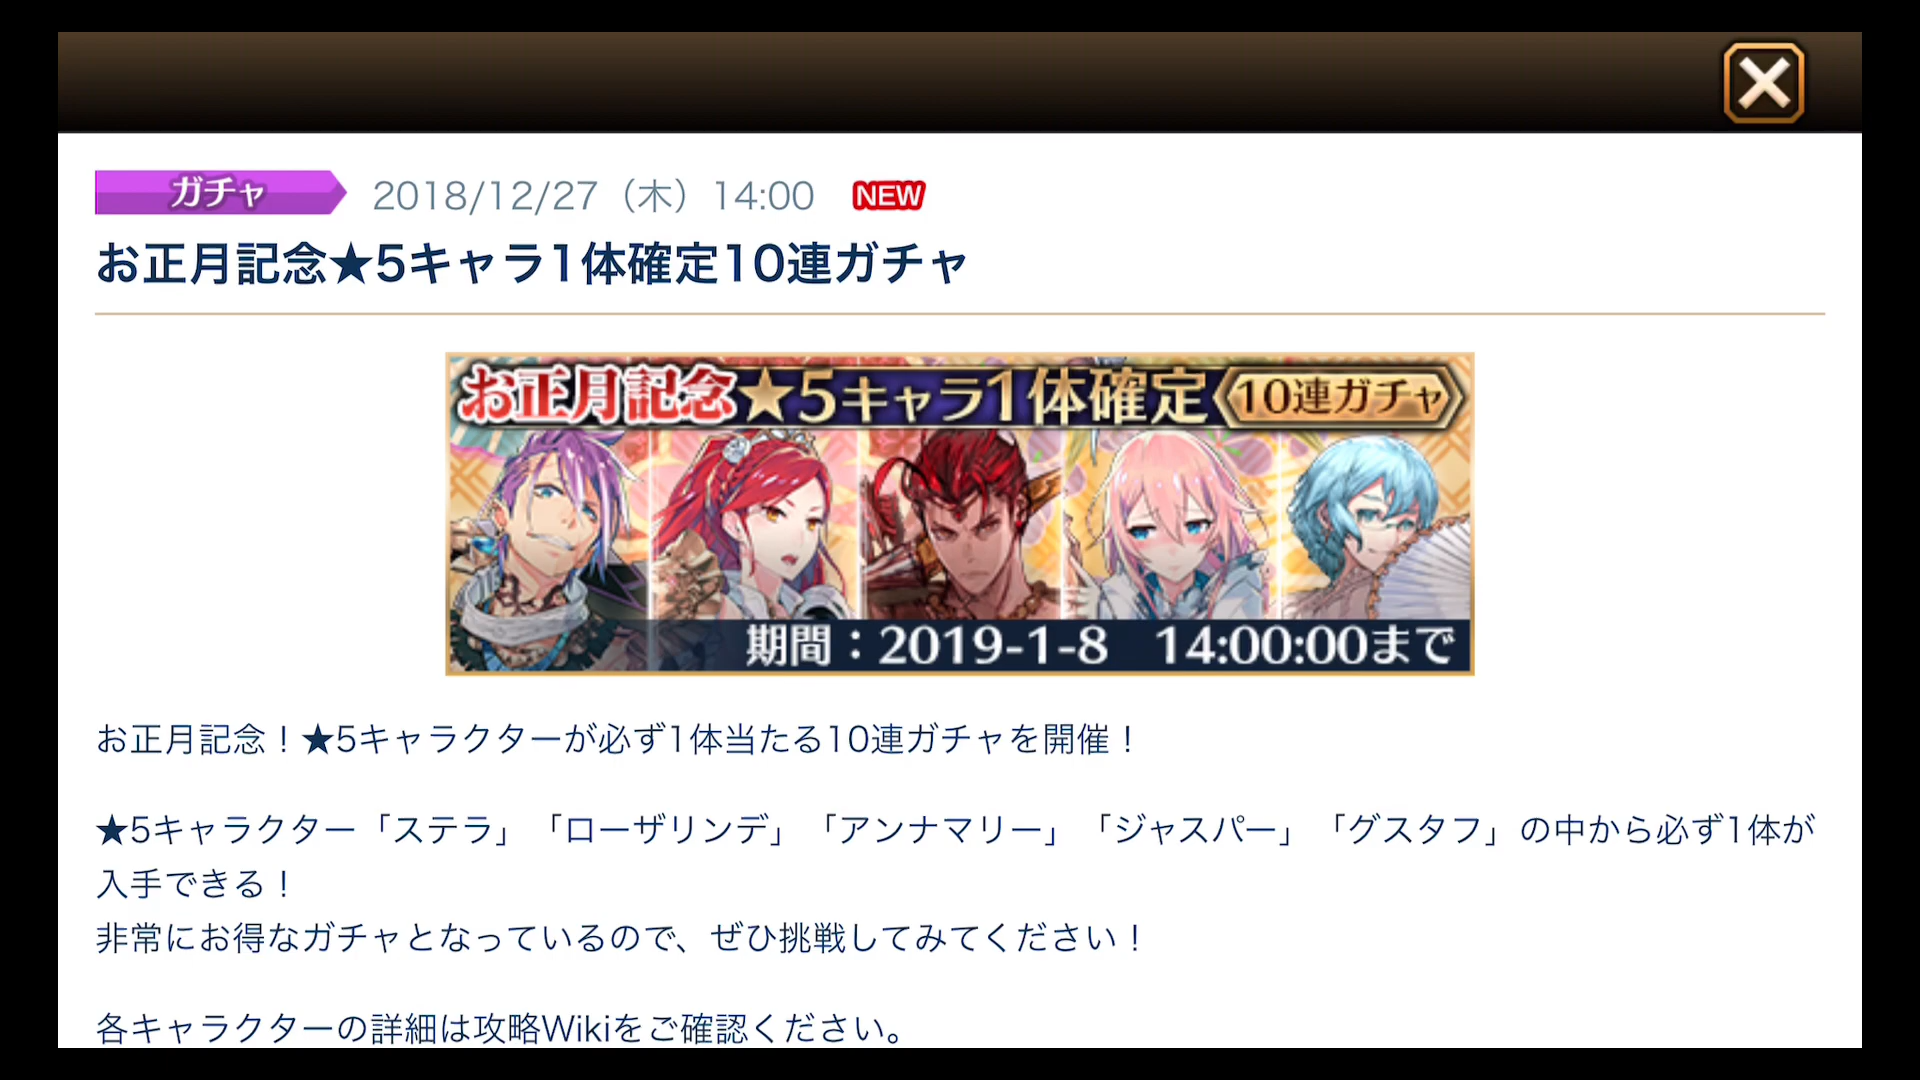 ガチャ 2018/12/27（木）14:00 NEW
お正月記念★5キャラ1体確定10連ガチャ
お正月記念★5キャラ1体確定 10連ガチャ
期間：2019-1-8 14:00:00まで
お正月記念！★5キャラクターが必ず1体当たる10連ガチャを開催！
★5キャラクター「ステラ」「ローザリンデ」「アンナマリー」「ジャスパー」「グスタフ」の中から必ず1体が
入手できる！
非常にお得なガチャとなっているので、ぜひ挑戦してみてください！
各キャラクターの詳細は攻略Wikiをご確認ください。